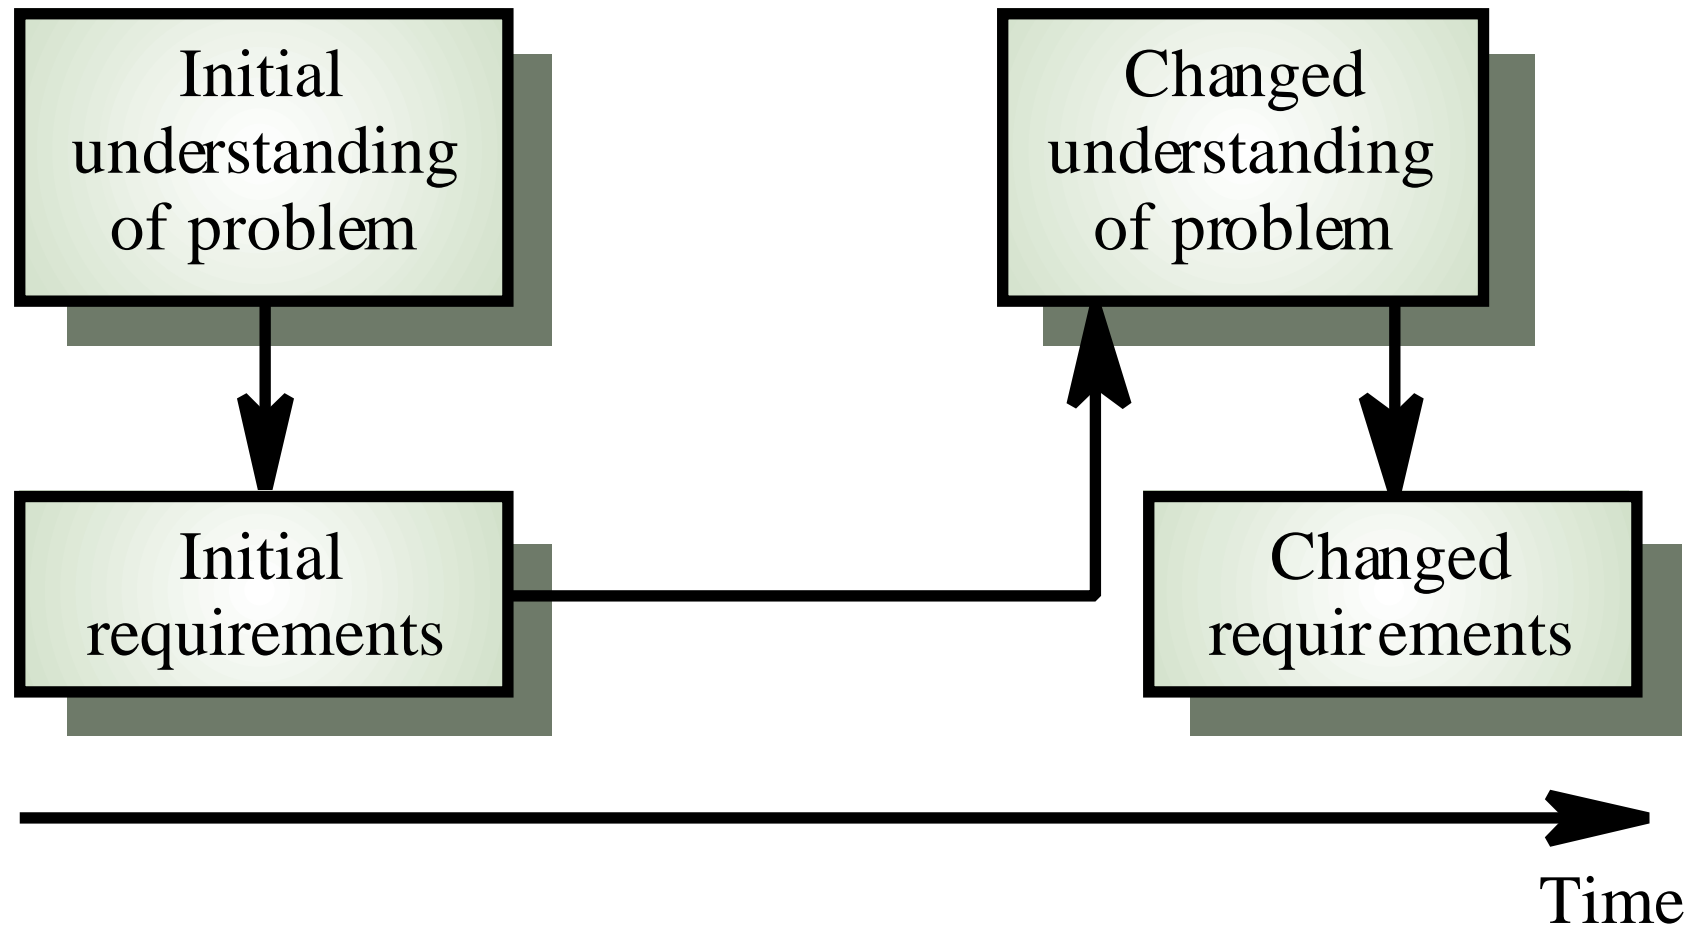 Initial
understanding
of problem
Changed
understanding
of problem
Initial
requirements
Changed
requirements
Time